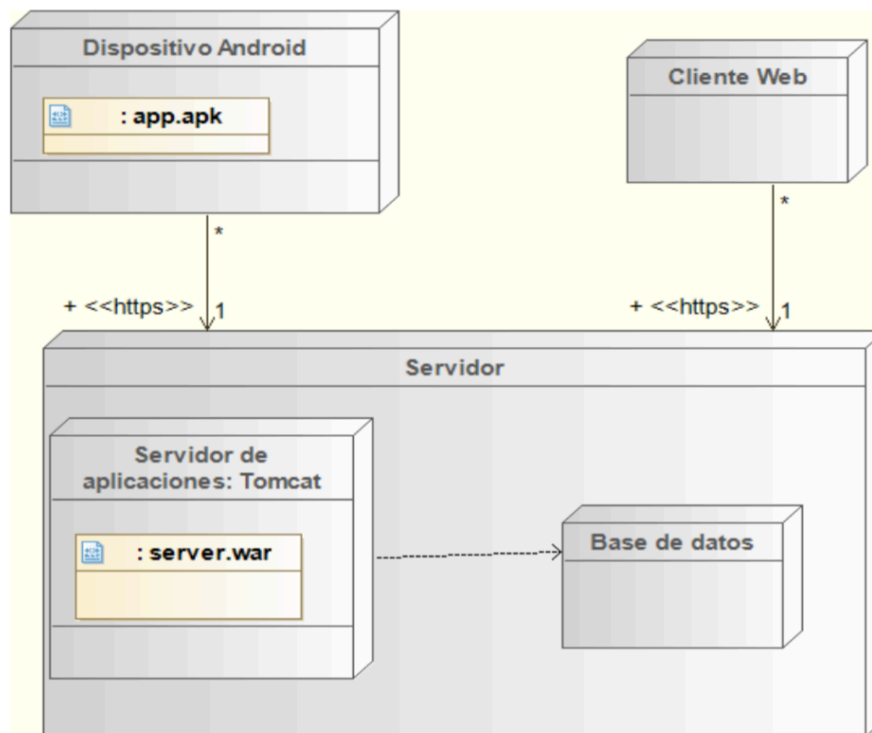 Dispositivo Android
: app.apk
Cliente Web
*
*
+ <<https>>
1
+ <<https>>
1
Servidor
Servidor de
aplicaciones: Tomcat
: server.war
Base de datos